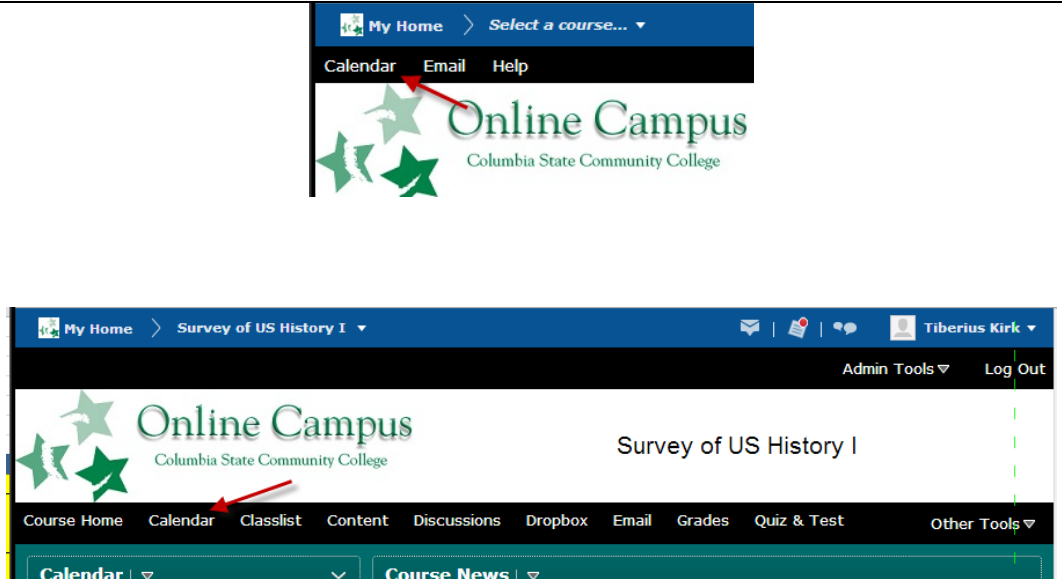 My Home Select a course...
Calendar Email Help
Online Campus
Columbia State Community College
My Home Survey of US History I Tiberius Kirk
Admin Tools Log Out
Online Campus
Columbia State Community College
Survey of US History I
Course Home Calendar Classlist Content Discussions Dropbox Email Grades Quiz & Test Other Tools
Calendar Course News